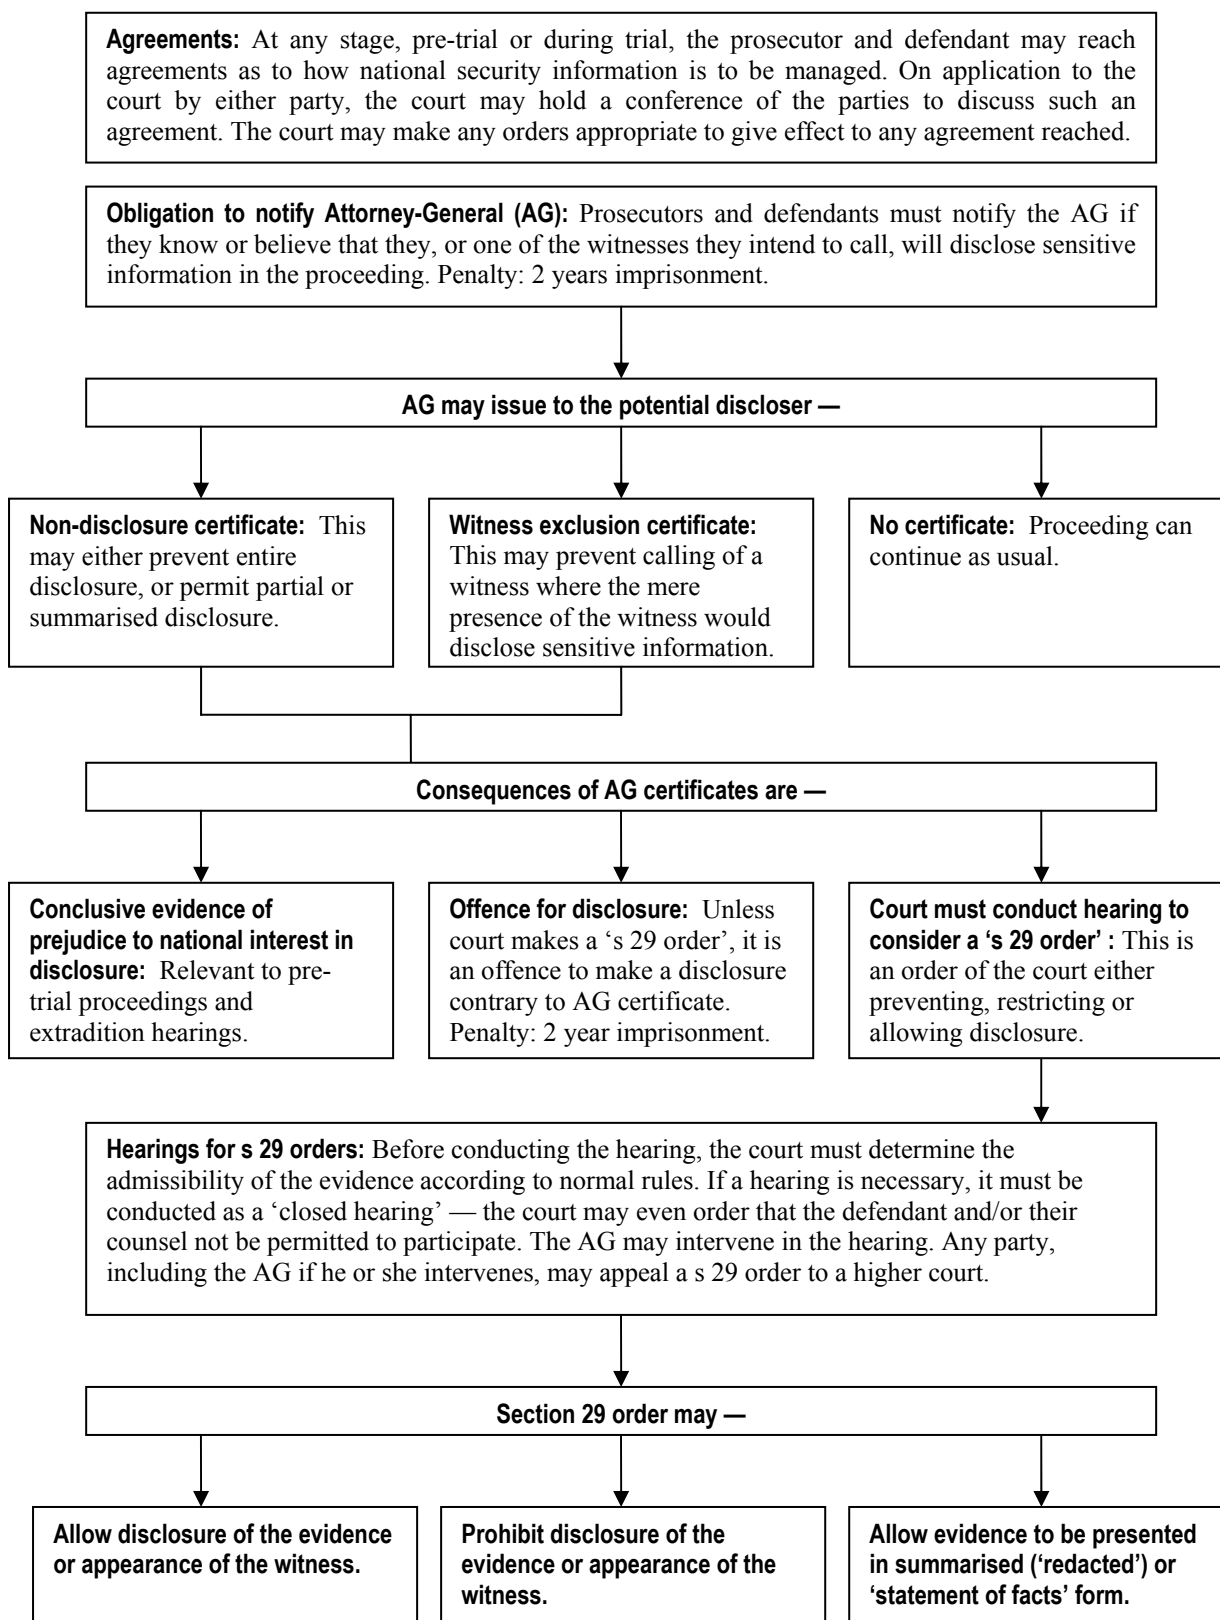 Agreements: At any stage, pre-trial or during trial, the prosecutor and defendant may reach
agreements as to how national security information is to be managed. On application to the
court by either party, the court may hold a conference of the parties to discuss such an
agreement. The court may make any orders appropriate to give effect to any agreement reached.
Obligation to notify Attorney-General (AG): Prosecutors and defendants must notify the AG if
they know or believe that they, or one of the witnesses they intend to call, will disclose sensitive
information in the proceeding. Penalty: 2 years imprisonment.
AG may issue to the potential discloser —
Non-disclosure certificate: This
may either prevent entire
disclosure, or permit partial or
summarised disclosure.
Witness exclusion certificate:
This may prevent calling of a
witness where the mere
presence of the witness would
disclose sensitive information.
No certificate: Proceeding can
continue as usual.
Consequences of AG certificates are —
Conclusive evidence of
prejudice to national interest in
disclosure: Relevant to pre-
trial proceedings and
extradition hearings.
Offence for disclosure: Unless
court makes a ‘s 29 order’, it is
an offence to make a disclosure
contrary to AG certificate.
Penalty: 2 year imprisonment.
Court must conduct hearing to
consider a ‘s 29 order’ : This is
an order of the court either
preventing, restricting or
allowing disclosure.
Hearings for s 29 orders: Before conducting the hearing, the court must determine the
admissibility of the evidence according to normal rules. If a hearing is necessary, it must be
conducted as a ‘closed hearing’ — the court may even order that the defendant and/or their
counsel not be permitted to participate. The AG may intervene in the hearing. Any party,
including the AG if he or she intervenes, may appeal a s 29 order to a higher court.
Section 29 order may —
Allow disclosure of the evidence
or appearance of the witness.
Prohibit disclosure of the
evidence or appearance of the
witness.
Allow evidence to be presented
in summarised (‘redacted’) or
‘statement of facts’ form.